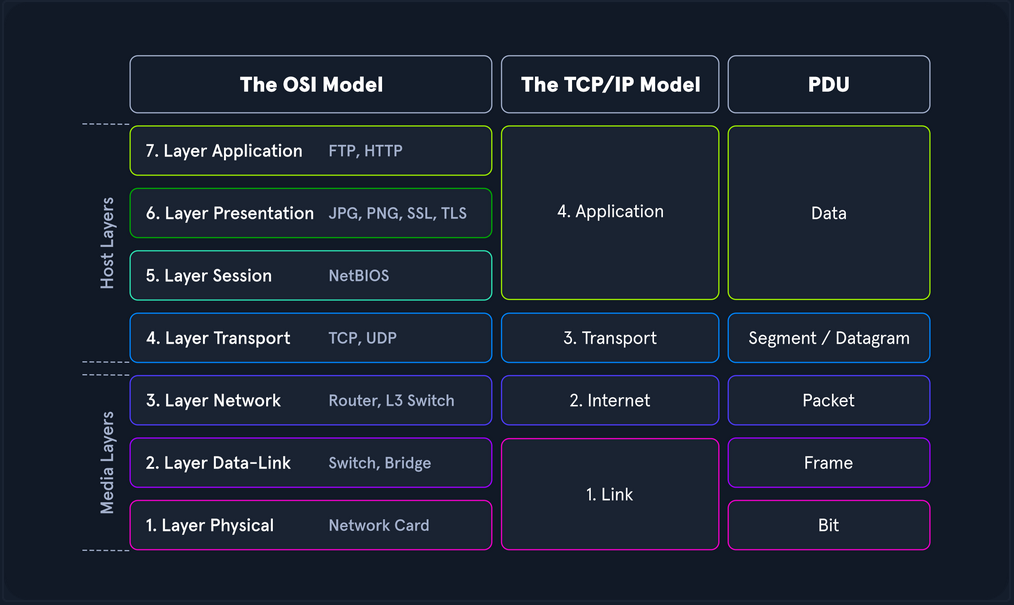 The OSI Model
The TCP/IP Model
PDU
Host Layers
7. Layer Application FTP, HTTP
6. Layer Presentation JPG, PNG, SSL, TLS
5. Layer Session NetBIOS
4. Application
Data
4. Layer Transport TCP, UDP
3. Transport
Segment / Datagram
Media Layers
3. Layer Network Router, L3 Switch
2. Internet
Packet
2. Layer Data-Link Switch, Bridge
Frame
1. Link
1. Layer Physical Network Card
Bit